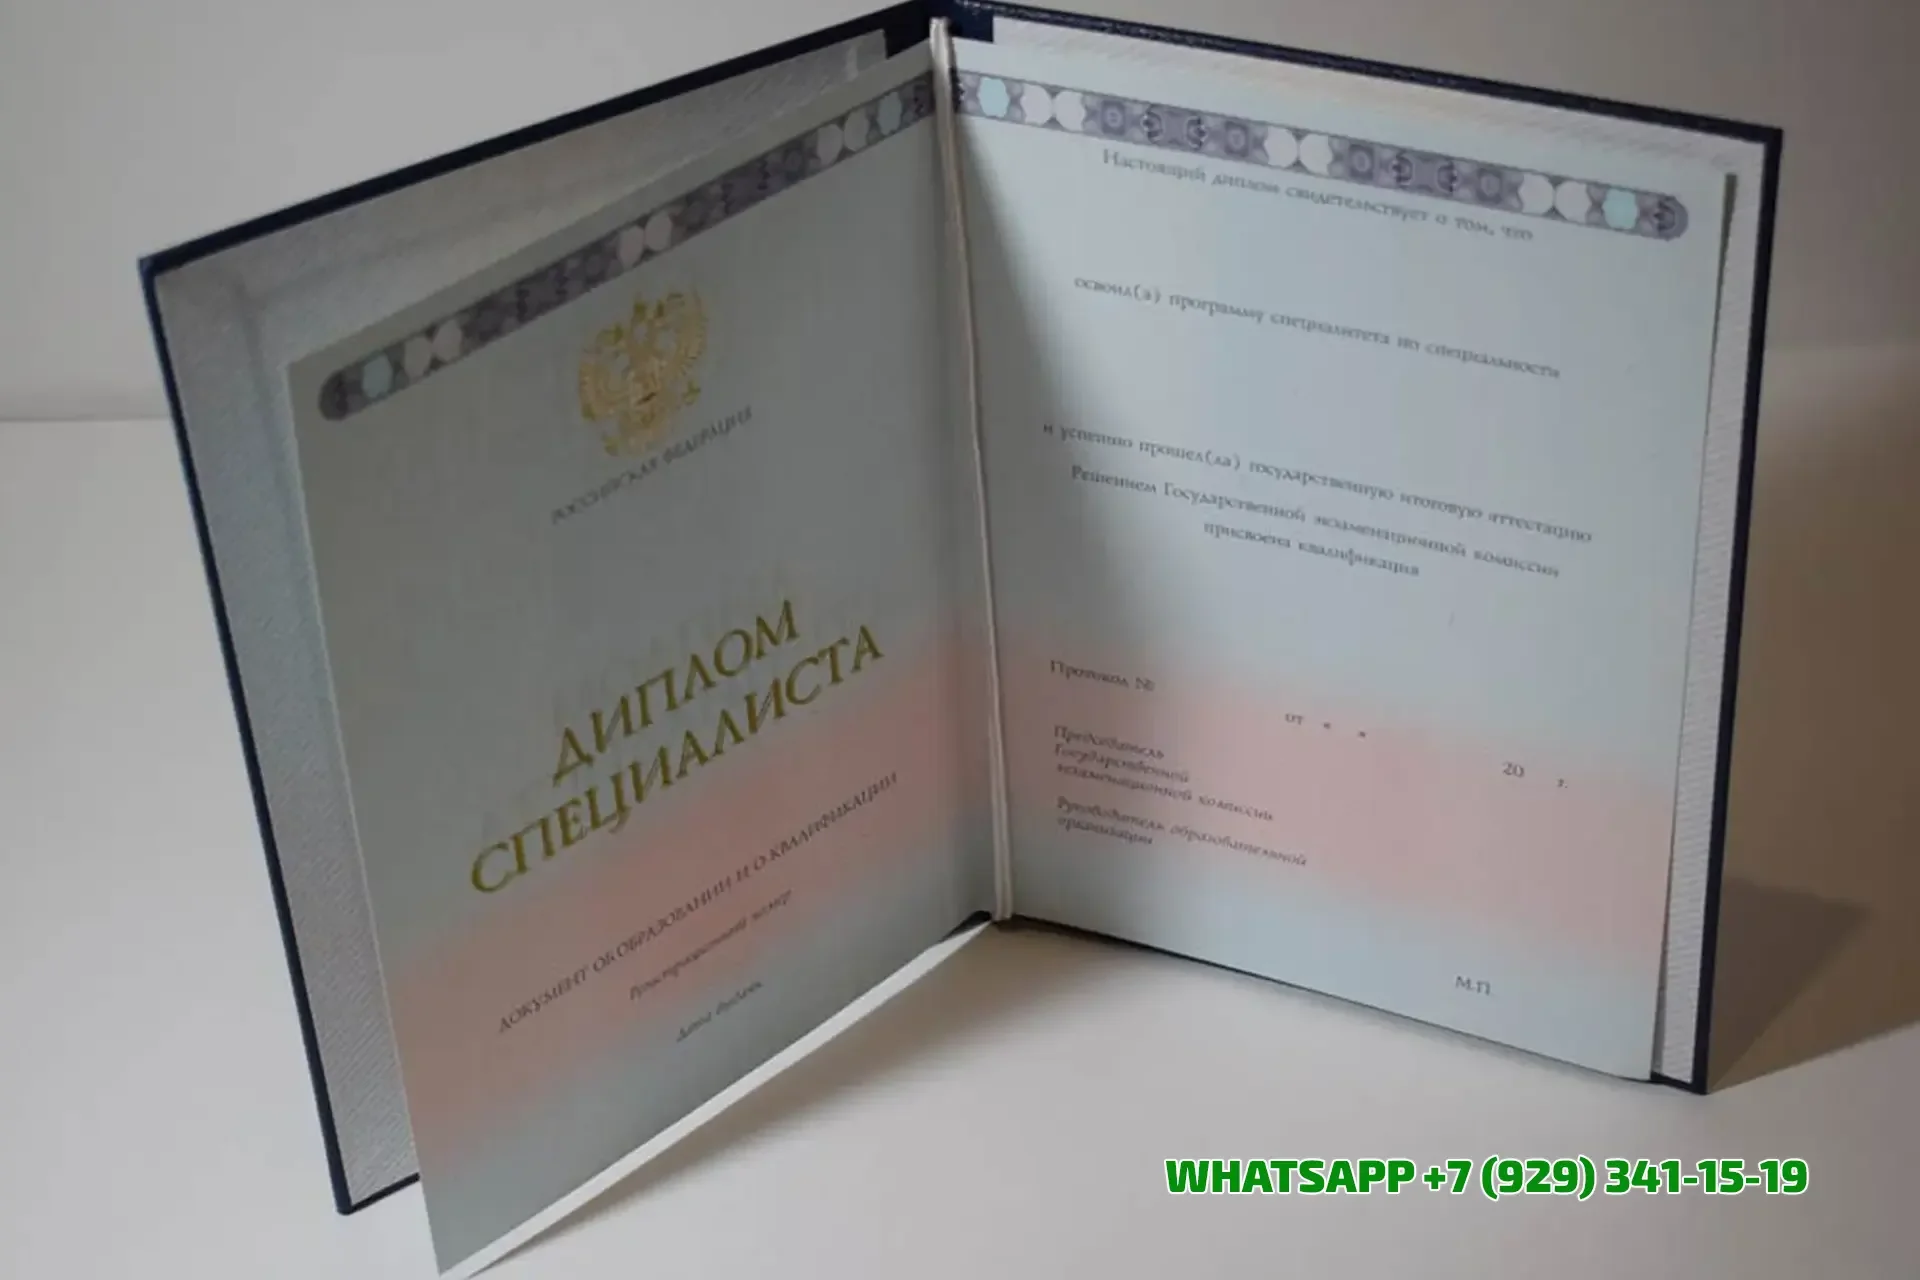 РОССИЙСКАЯ ФЕДЕРАЦИЯ
ДИПЛОМ
СПЕЦИАЛИСТА
ДОКУМЕНТ ОБ ОБРАЗОВАНИИ И О КВАЛИФИКАЦИИ
Регистрационный номер
Дата выдачи
Настоящий диплом свидетельствует о том, что
освоил(а) программу специалитета по специальности
и успешно прошел(ла) государственную итоговую аттестацию
Решением Государственной экзаменационной комиссии
присвоена квалификация
Протокол №
от « »
20 г.
Председатель
Государственной
экзаменационной комиссии
Руководитель образовательной
организации
М.П.
WHATSAPP +7 (929) 341-15-19